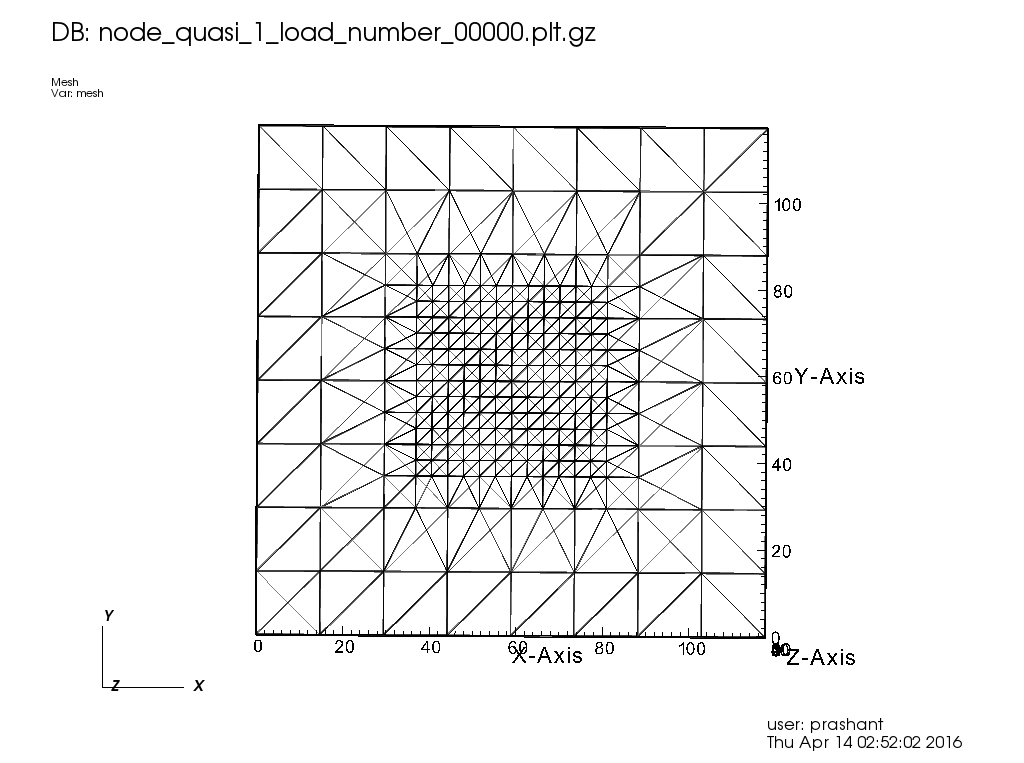 DB: node_quasi_1_load_number_00000.plt.gz
Mesh
Var: mesh
100
80
60 Y-Axis
40
20
0
0 20 40 60 80 100
X-Axis
Z-Axis
Y
Z X
user: prashant
Thu Apr 14 02:52:02 2016